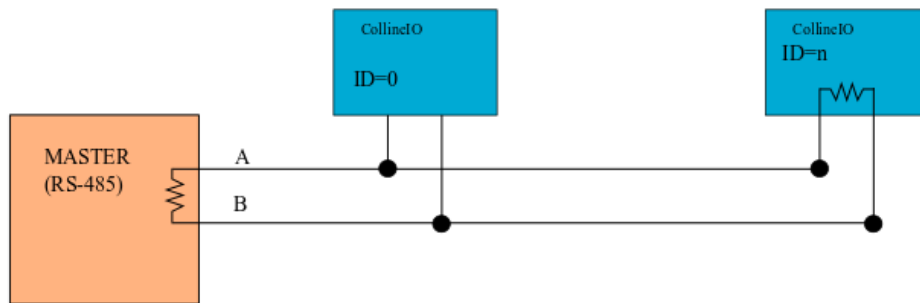 CollineIO
ID=0
CollineIO
ID=n
MASTER
(RS-485)
A
B